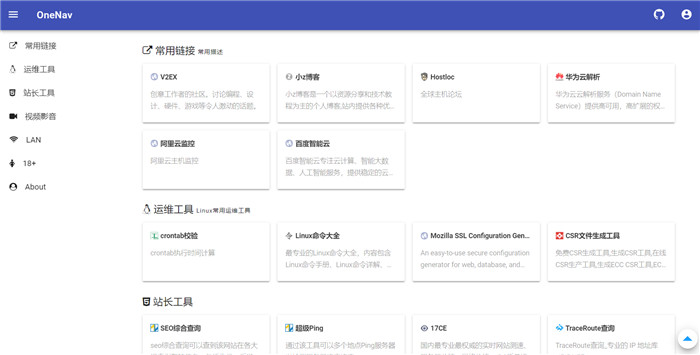 OneNav
常用链接
运维工具
站长工具
视频影音
LAN
18+
About
常用链接 常用描述
V2EX
创意工作者的社区。讨论编程、设
计、硬件、游戏等令人激动的话题。
小z博客
小z博客是一个以资源分享和技术教
程为主的个人博客,站内提供各种优...
Hostloc
全球主机论坛
华为云解析
华为云云解析服务（Domain Name
Service）提供高可用，高扩展的权...
阿里云监控
阿里云主机监控
百度智能云
百度智能云专注云计算、智能大数
据、人工智能服务，提供稳定的云...
运维工具 Linux常用运维工具
crontab校验
crontab执行时间计算
Linux命令大全
最专业的Linux命令大全，内容包含
Linux命令手册、Linux命令详解、...
Mozilla SSL Configuration Gen...
An easy-to-use secure configuration
generator for web, database, and...
CSR文件生成工具
免费CSR生成工具,生成CSR工具,在线
CSR生产工具,生成ECC CSR工具,EC...
站长工具
SEO综合查询
seo综合查询可以查到该网站在各大
超级Ping
通过该工具可以多个地点Ping服务器
17CE
国内最专业最权威的实时网站测速、
TraceRoute查询
TraceRoute查询_专业的 IP 地址库